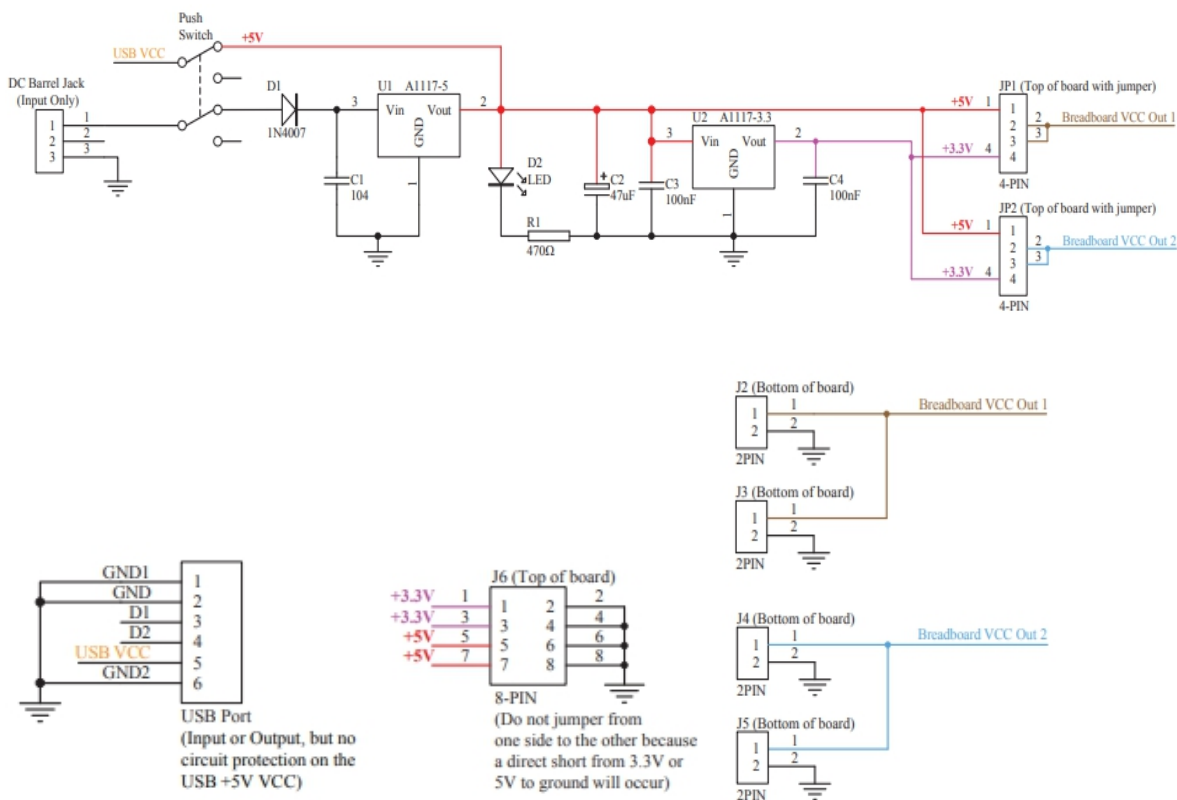 Push
Switch
USB VCC
+5V
DC Barrel Jack
(Input Only)
1
2
3
1
2
3
D1
1N4007
U1 A1117-5
3
Vin Vout
GND
2
1
C1
104
D2
LED
R1
470Ω
+
C2
47uF
C3
100nF
U2 A1117-3.3
3
Vin Vout
GND
2
1
C4
100nF
JP1 (Top of board with jumper)
+5V 1
+3.3V 4
1
2
3
4
2
3
Breadboard VCC Out 1
4-PIN
JP2 (Top of board with jumper)
+5V 1
+3.3V 4
1
2
3
4
2
3
Breadboard VCC Out 2
4-PIN
J2 (Bottom of board)
1
2
1
2
Breadboard VCC Out 1
2PIN
J3 (Bottom of board)
1
2
1
2
2PIN
GND1
GND
D1
D2
USB VCC
GND2
1
2
3
4
5
6
USB Port
(Input or Output, but no
circuit protection on the
USB +5V VCC)
J6 (Top of board)
+3.3V 1
+3.3V 3
+5V 5
+5V 7
1 2
3 4
5 6
7 8
2
4
6
8
8-PIN
(Do not jumper from
one side to the other because
a direct short from 3.3V or
5V to ground will occur)
J4 (Bottom of board)
1
2
1
2
Breadboard VCC Out 2
2PIN
J5 (Bottom of board)
1
2
1
2
2PIN